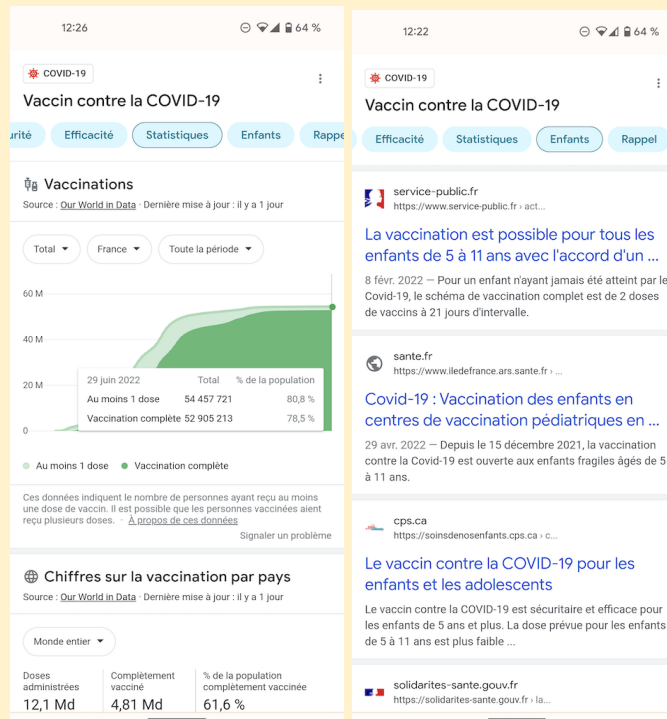 12:26
64 %
COVID-19
Vaccin contre la COVID-19
urité
Efficacité
Statistiques
Enfants
Rappe
Vaccinations
Source : Our World in Data · Dernière mise à jour : il y a 1 jour
Total
France
Toute la période
60 M
40 M
20 M
0
29 juin 2022 Total % de la population
Au moins 1 dose 54 457 721 80,8 %
Vaccination complète 52 905 213 78,5 %
Au moins 1 dose
Vaccination complète
Ces données indiquent le nombre de personnes ayant reçu au moins
une dose de vaccin. Il est possible que les personnes vaccinées aient
reçu plusieurs doses. · À propos de ces données
Signaler un problème
Chiffres sur la vaccination par pays
Source : Our World in Data · Dernière mise à jour : il y a 1 jour
Monde entier
Doses
administrées
12,1 Md
Complètement
vacciné
4,81 Md
% de la population
complètement vaccinée
61,6 %
12:22
64 %
COVID-19
Vaccin contre la COVID-19
Efficacité
Statistiques
Enfants
Rappel
service-public.fr
https://www.service-public.fr › act...
La vaccination est possible pour tous les
enfants de 5 à 11 ans avec l'accord d'un ...
8 févr. 2022 — Pour un enfant n'ayant jamais été atteint par le
Covid-19, le schéma de vaccination complet est de 2 doses
de vaccins à 21 jours d'intervalle.
sante.fr
https://www.iledefrance.ars.sante.fr › ...
Covid-19 : Vaccination des enfants en
centres de vaccination pédiatriques en ...
29 avr. 2022 — Depuis le 15 décembre 2021, la vaccination
contre la Covid-19 est ouverte aux enfants fragiles âgés de 5
à 11 ans.
cps.ca
https://soinsdenosenfants.cps.ca › c...
Le vaccin contre la COVID-19 pour les
enfants et les adolescents
Le vaccin contre la COVID-19 est sécuritaire et efficace pour
les enfants de 5 ans et plus. La dose prévue pour les enfants
de 5 à 11 ans est plus faible ...
solidarites-sante.gouv.fr
https://solidarites-sante.gouv.fr › la...